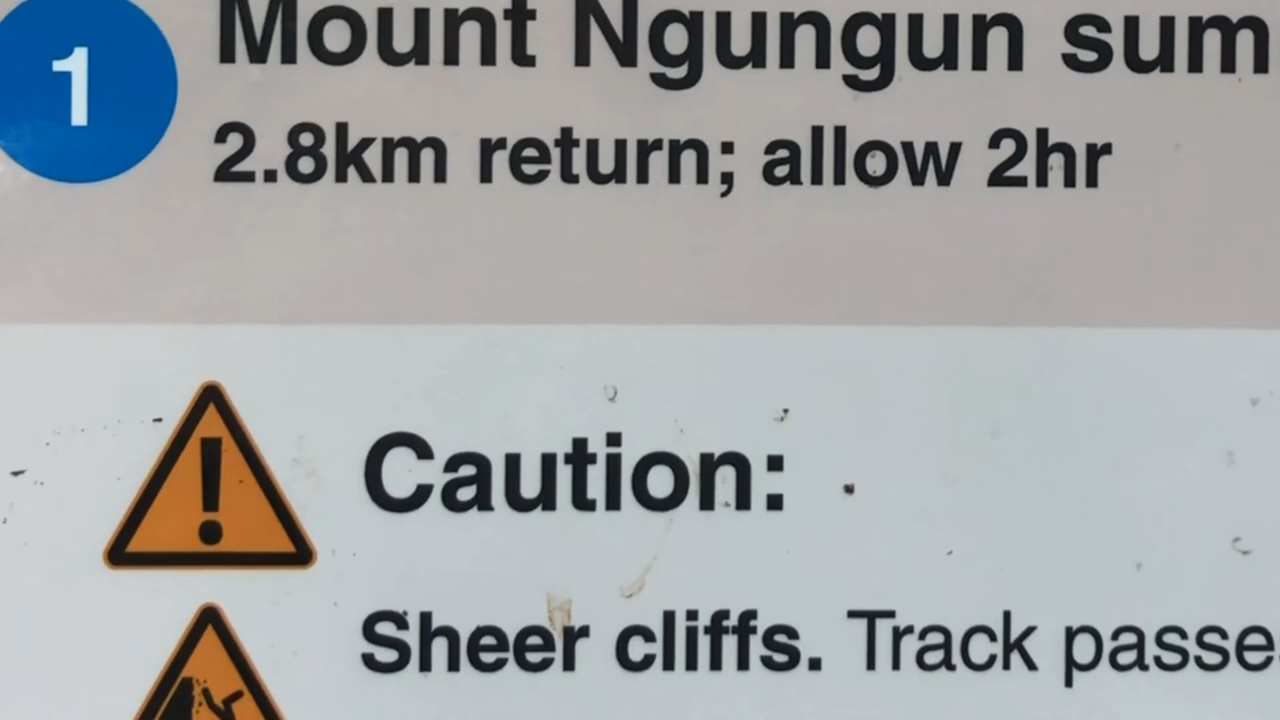 1
Mount Ngungun sum
2.8km return; allow 2hr
!
Caution:
Sheer cliffs. Track passe